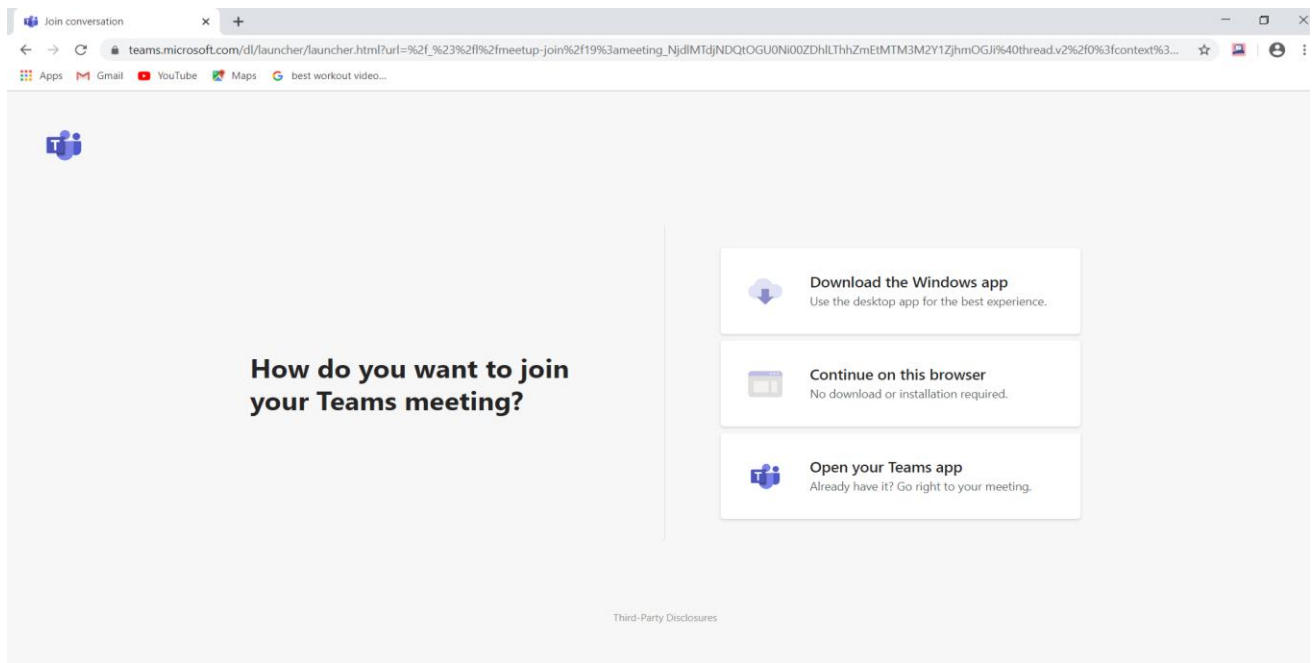 Join conversation
teams.microsoft.com/dl/launcher/launcher.html?url=%2f_%23%2fl%2fmeetup-join%2f19%3ameeting_NjdlMTdjNDQtOGU0Ni00ZDhlLThhZmEtMTM3M2Y1ZjhmOGJi%40thread.v2%2f0%3fcontext%3...
Apps Gmail YouTube Maps best workout video...
How do you want to join
your Teams meeting?
Download the Windows app
Use the desktop app for the best experience.
Continue on this browser
No download or installation required.
Open your Teams app
Already have it? Go right to your meeting.
Third-Party Disclosures